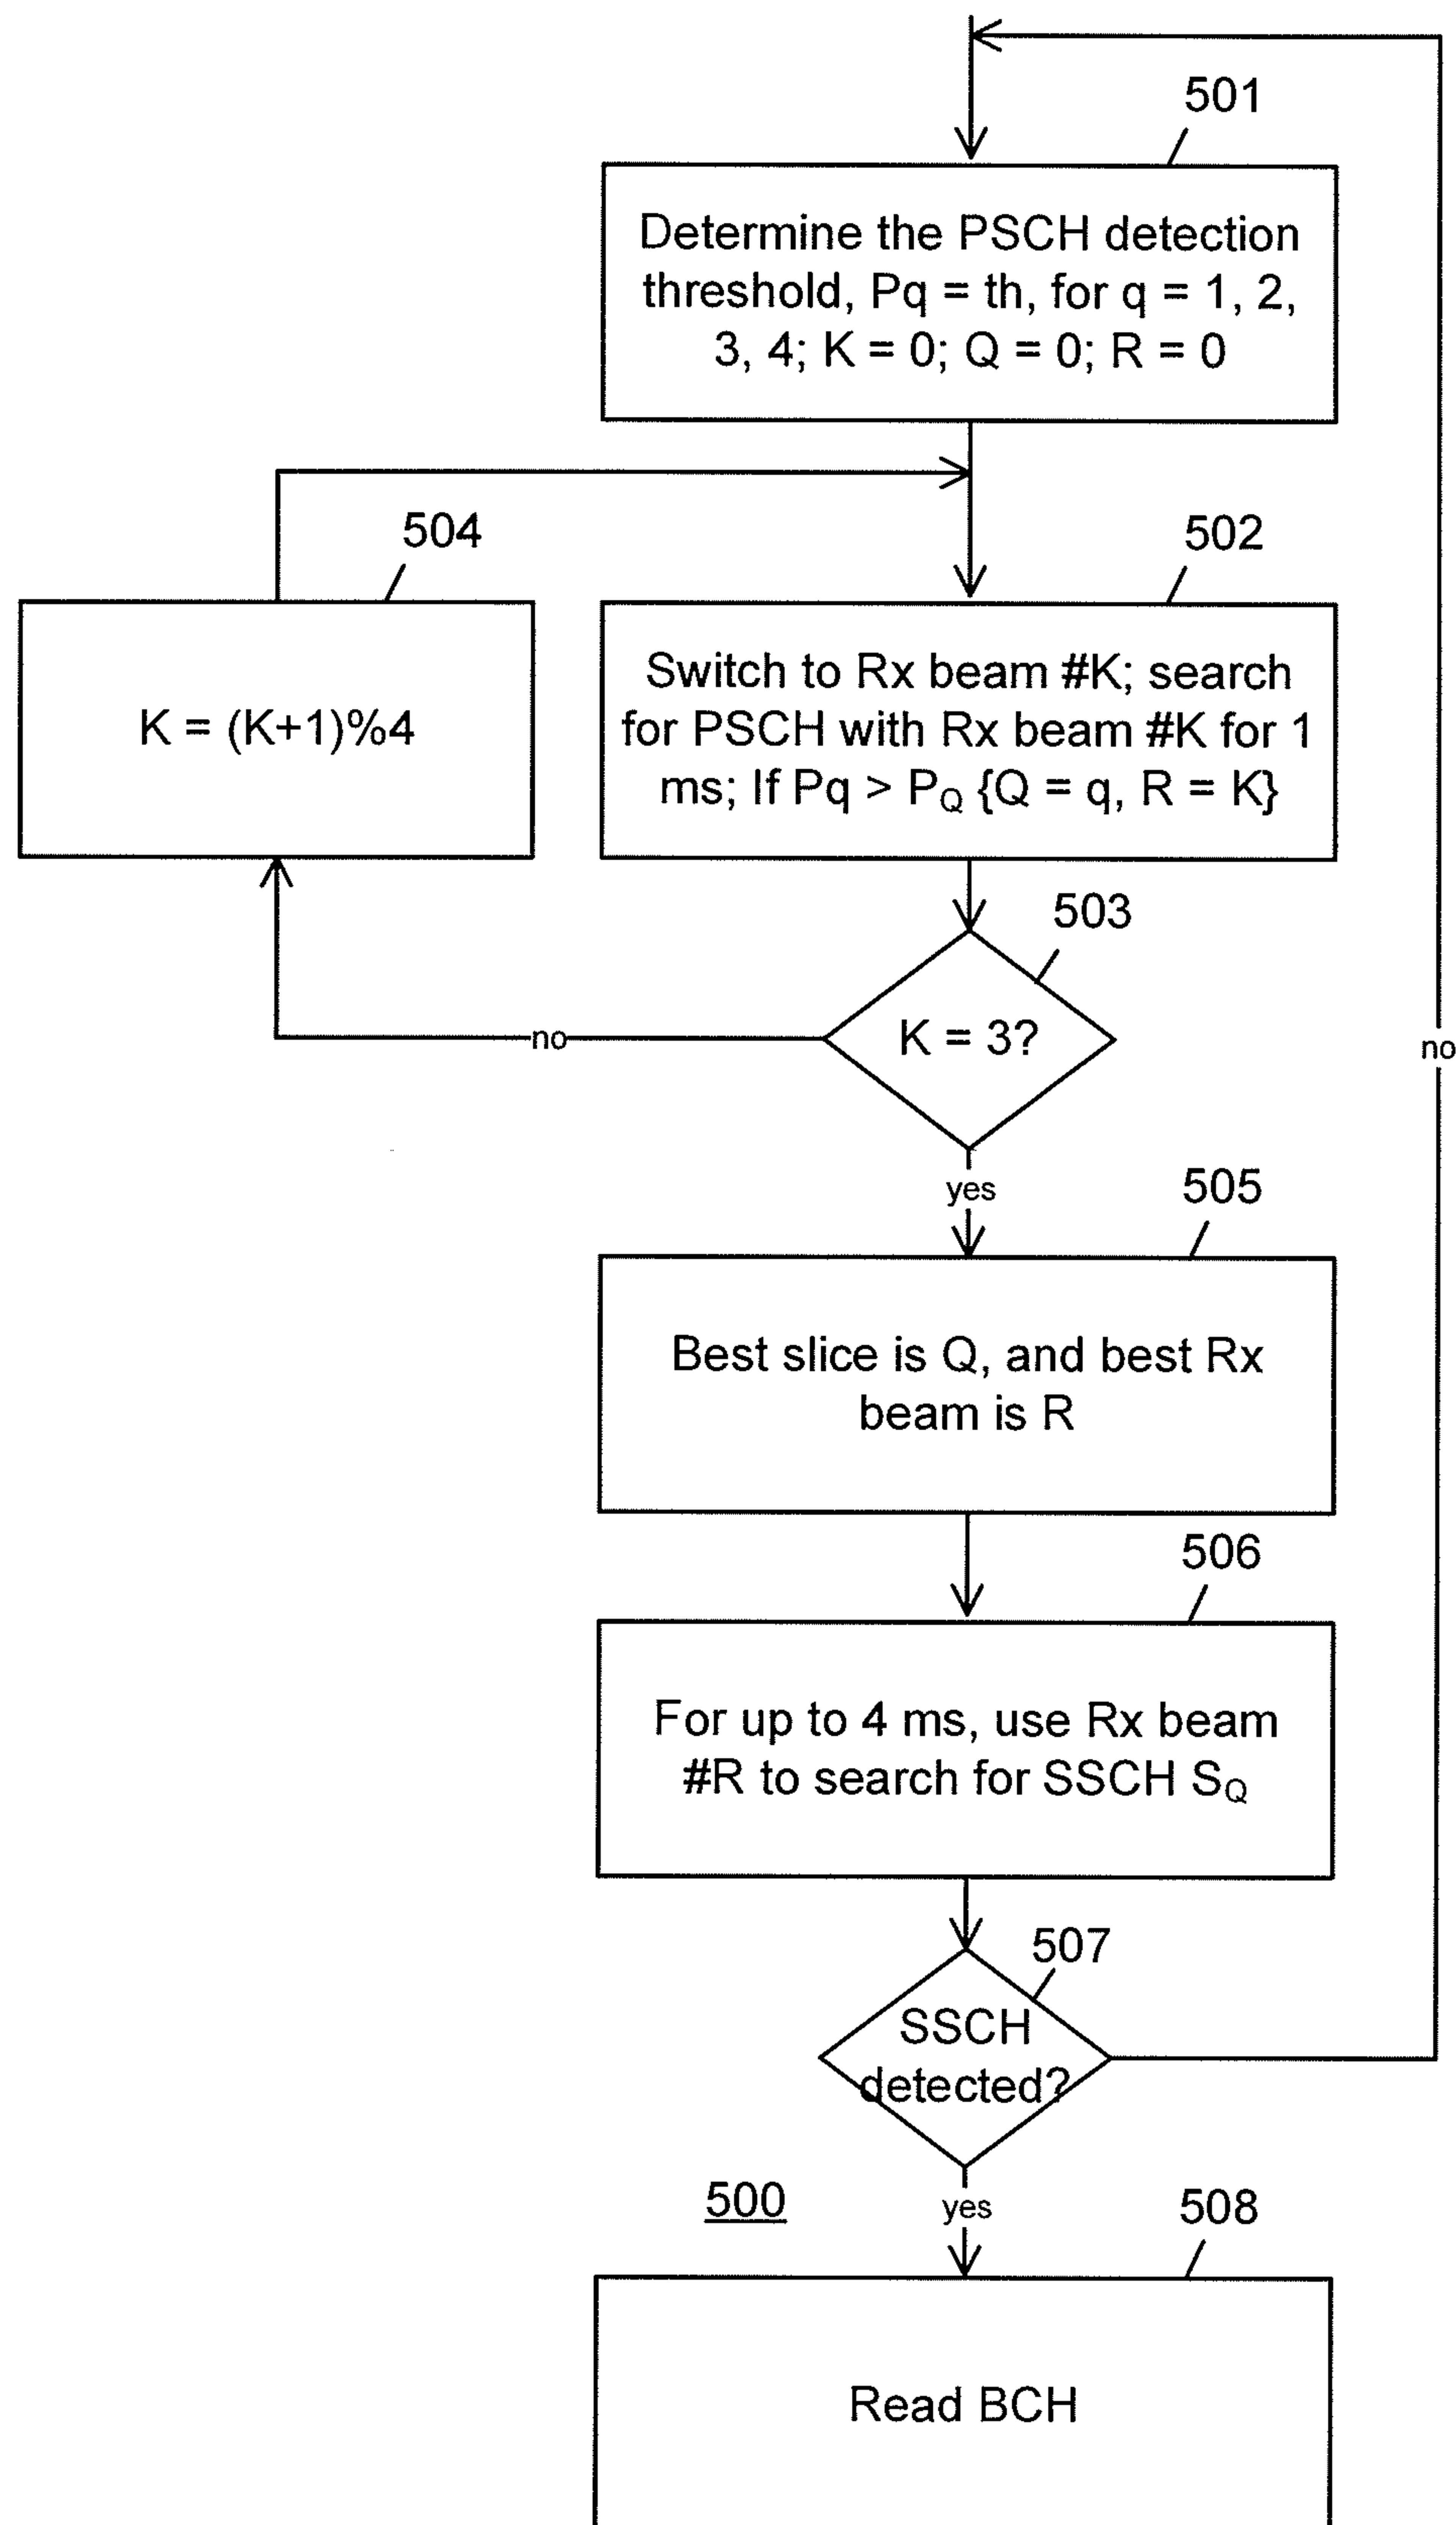 501
Determine the PSCH detection
threshold, Pq = th, for q = 1, 2,
3, 4; K = 0; Q = 0; R = 0
504
502
K = (K+1)%4
Switch to Rx beam #K; search
for PSCH with Rx beam #K for 1
ms; If Pq > PQ {Q = q, R = K}
503
K = 3?
no
no
yes
505
Best slice is Q, and best Rx
beam is R
506
For up to 4 ms, use Rx beam
#R to search for SSCH SQ
507
SSCH
detected?
500
yes
508
Read BCH